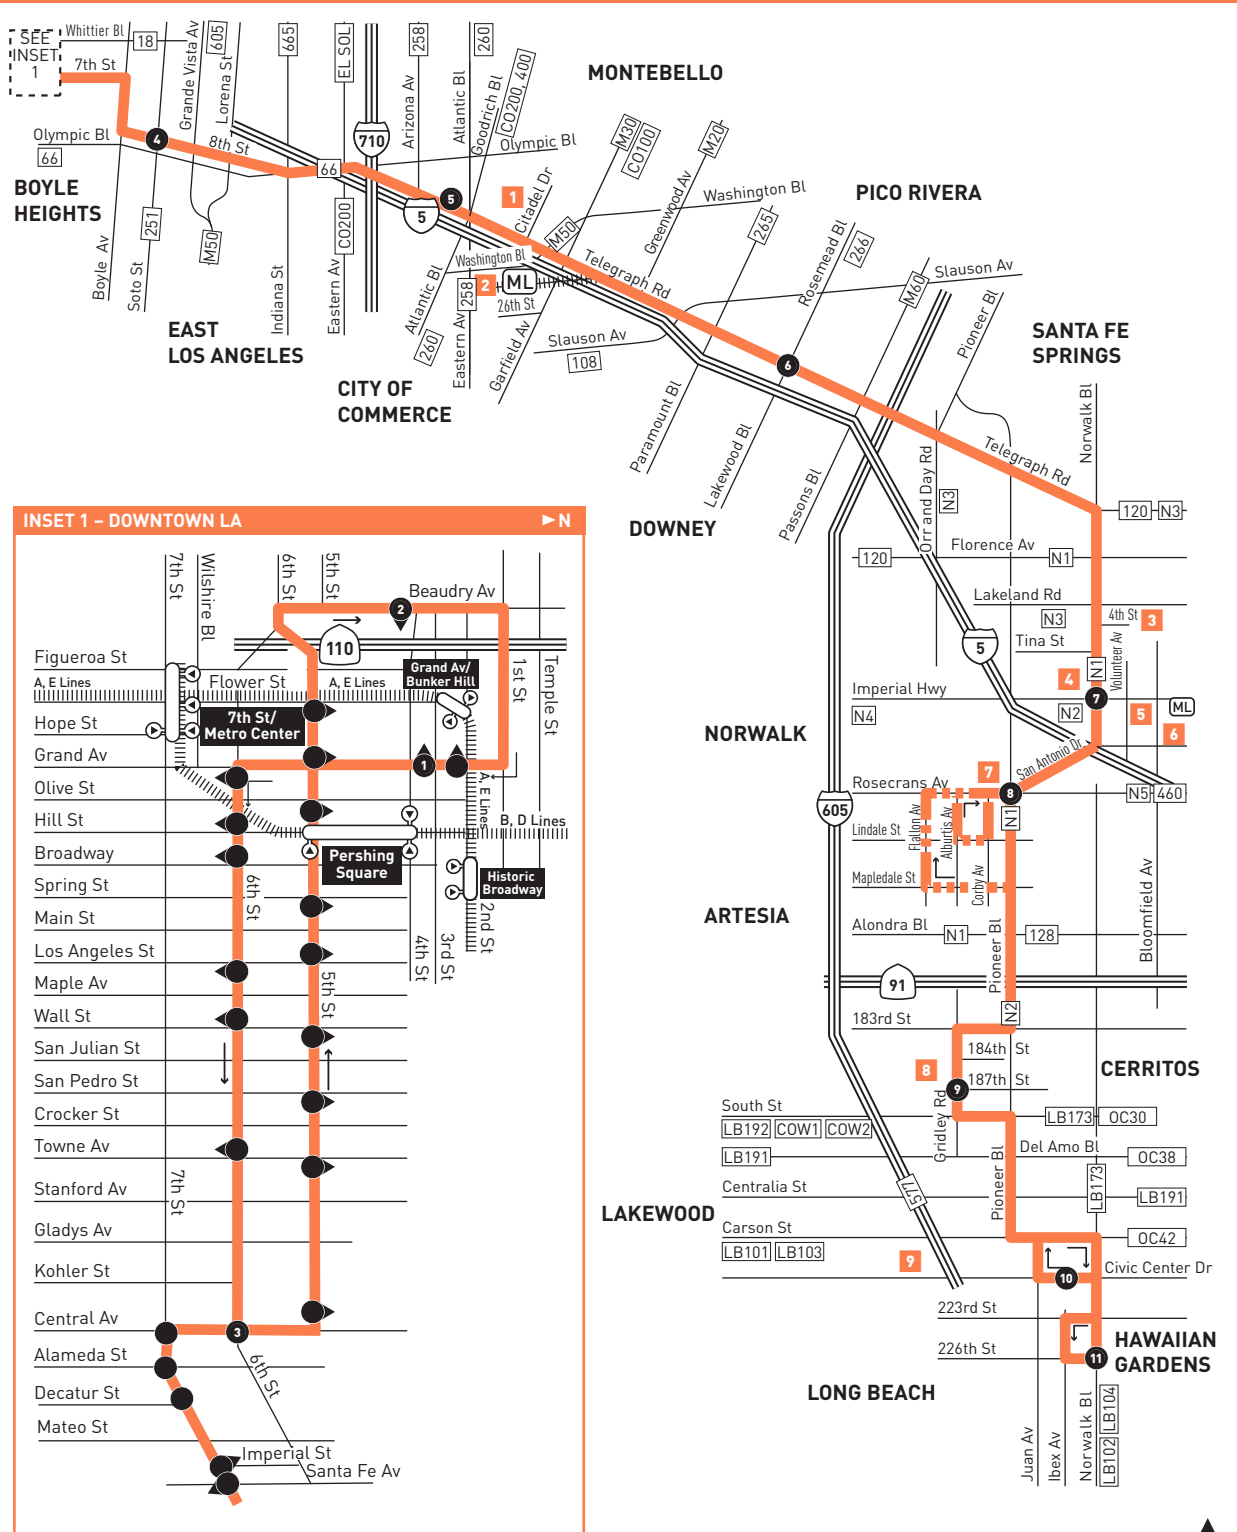 SEE
INSET
1
Whittier Bl
18
7th St
Grande Vista Av
605
Lorena St
665
EL SOL
258
Arizona Av
260
Atlantic Bl
Goodrich Bl
CO200, 400
MONTEBELLO
Olympic Bl
66
4
8th St
66
710
Olympic Bl
M30
CO100
M20
BOYLE
HEIGHTS
5
5
1
Citadel Dr
Greenwood Av
Washington Bl
PICO RIVERA
251
M50
CO200
M50
265
Rosemead Bl
266
Boyle Av
Soto St
Indiana St
Eastern Av
Atlantic Bl
260
Washington Bl
258
2
ML
26th St
Telegraph Rd
M60
Slauson Av
Pioneer Bl
EAST
LOS ANGELES
Eastern Av
Garfield Av
Slauson Av
108
6
SANTA FE
SPRINGS
CITY OF
COMMERCE
Paramount Bl
Lakewood Bl
Passons Bl
Orr and Day Rd
N3
Telegraph Rd
Norwalk Bl
DOWNEY
120
N3
120
Florence Av
N1
Lakeland Rd
N3
4th St
3
Tina St
5
N1
Volunteer Av
4
Imperial Hwy
7
N4
N2
5
ML
6
NORWALK
San Antonio Dr
7
Rosecrans Av
8
N5
460
605
Flallon Av
Alburtis Av
N1
Lindale St
Mapledale St
Corby Av
Bloomfield Av
ARTESIA
Alondra Bl
N1
128
Pioneer Bl
91
N2
183rd St
184th St
8
CERRITOS
9
187th St
Gridley Rd
South St
LB173
OC30
LB192
COW1
COW2
Del Amo Bl
LB191
OC38
Pioneer Bl
LB173
Centralia St
577
LB191
LAKEWOOD
Carson St
OC42
LB101
LB103
9
10
Civic Center Dr
223rd St
226th St
11
HAWAIIAN
GARDENS
LONG BEACH
Juan Av
Ibex Av
Norwalk Bl
LB102
LB104
INSET 1 – DOWNTOWN LA
N
7th St
Wilshire Bl
6th St
5th St
Beaudry Av
2
110
Figueroa St
Grand Av/
Bunker Hill
1st St
Temple St
A, E Lines
Flower St
A, E Lines
Hope St
7th St/
Metro Center
Grand Av
1
Olive St
A, E Lines
Hill St
B, D Lines
Broadway
Pershing
Square
Historic
Broadway
Spring St
6th St
Main St
2nd St
Los Angeles St
4th St
3rd St
Maple Av
5th St
Wall St
San Julian St
San Pedro St
Crocker St
Towne Av
7th St
Stanford Av
Gladys Av
Kohler St
Central Av
3
Alameda St
6th St
Decatur St
Mateo St
Imperial St
Santa Fe Av